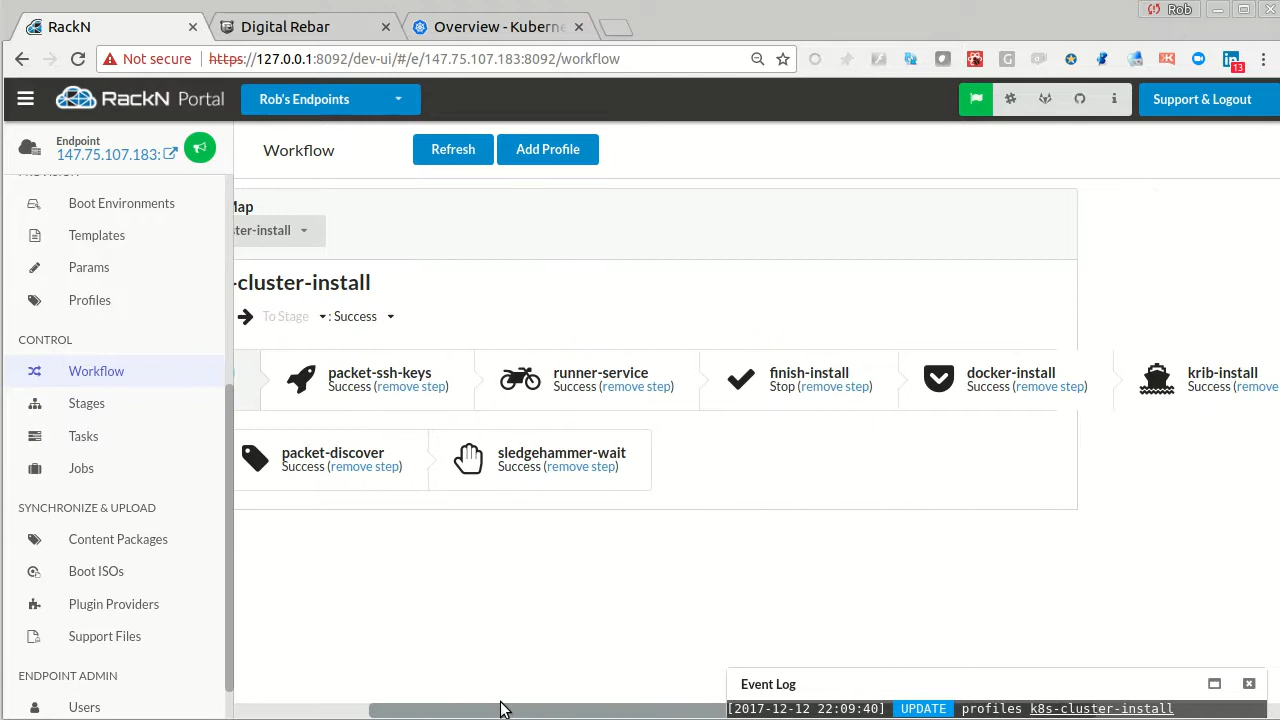 RackN
Digital Rebar
Overview - Kuberne
Rob
Not secure
https://127.0.0.1:8092/dev-ui/#/e/147.75.107.183:8092/workflow
13
RackN Portal
Rob's Endpoints
Support & Logout
Endpoint
147.75.107.183:
Workflow
Refresh
Add Profile
Boot Environments
Templates
Params
Profiles
CONTROL
Workflow
Stages
Tasks
Jobs
SYNCHRONIZE & UPLOAD
Content Packages
Boot ISOs
Plugin Providers
Support Files
ENDPOINT ADMIN
Users
Map
ster-install
-cluster-install
To Stage : Success
packet-ssh-keys
Success (remove step)
runner-service
Success (remove step)
finish-install
Stop (remove step)
docker-install
Success (remove step)
krib-install
Success (remove
packet-discover
Success (remove step)
sledgehammer-wait
Success (remove step)
Event Log
[2017-12-12 22:09:40] UPDATE profiles k8s-cluster-install